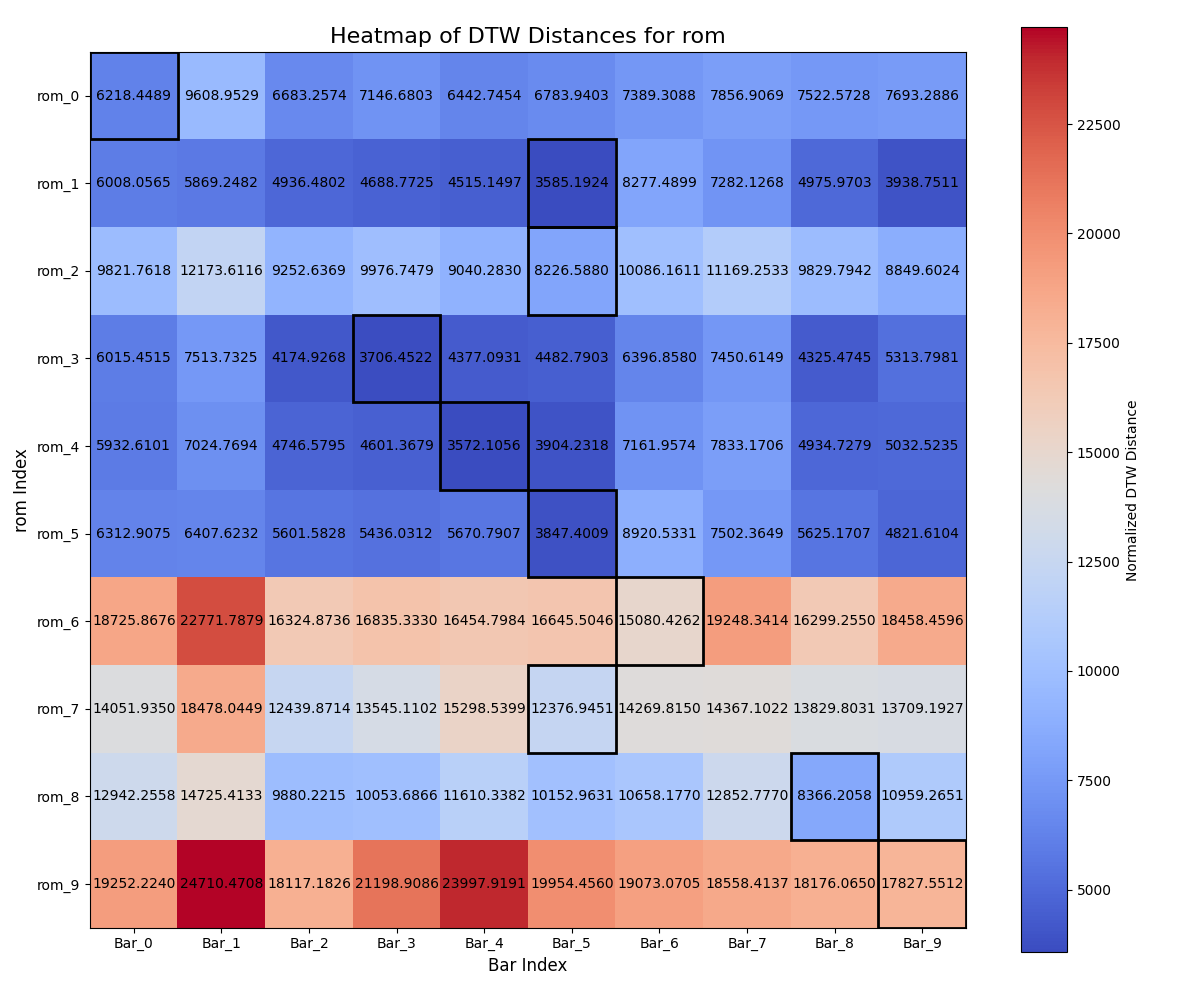 Heatmap of DTW Distances for rom
rom_0 6218.4489 9608.9529 6683.2574 7146.6803 6442.7454 6783.9403 7389.3088 7856.9069 7522.5728 7693.2886
rom_1 6008.0565 5869.2482 4936.4802 4688.7725 4515.1497 3585.1924 8277.4899 7282.1268 4975.9703 3938.7511
rom_2 9821.7618 12173.6116 9252.6369 9976.7479 9040.2830 8226.5880 10086.1611 11169.2533 9829.7942 8849.6024
rom_3 6015.4515 7513.7325 4174.9268 3706.4522 4377.0931 4482.7903 6396.8580 7450.6149 4325.4745 5313.7981
rom_4 5932.6101 7024.7694 4746.5795 4601.3679 3572.1056 3904.2318 7161.9574 7833.1706 4934.7279 5032.5235
rom_5 6312.9075 6407.6232 5601.5828 5436.0312 5670.7907 3847.4009 8920.5331 7502.3649 5625.1707 4821.6104
rom_6 18725.8676 22771.7879 16324.8736 16835.3330 16454.7984 16645.5046 15080.4262 19248.3414 16299.2550 18458.4596
rom_7 14051.9350 18478.0449 12439.8714 13545.1102 15298.5399 12376.9451 14269.8150 14367.1022 13829.8031 13709.1927
rom_8 12942.2558 14725.4133 9880.2215 10053.6866 11610.3382 10152.9631 10658.1770 12852.7770 8366.2058 10959.2651
rom_9 19252.2240 24710.4708 18117.1826 21198.9086 23997.9191 19954.4560 19073.0705 18558.4137 18176.0650 17827.5512
Bar_0 Bar_1 Bar_2 Bar_3 Bar_4 Bar_5 Bar_6 Bar_7 Bar_8 Bar_9
Bar Index
rom Index
22500
20000
17500
15000
12500
10000
7500
5000
Normalized DTW Distance